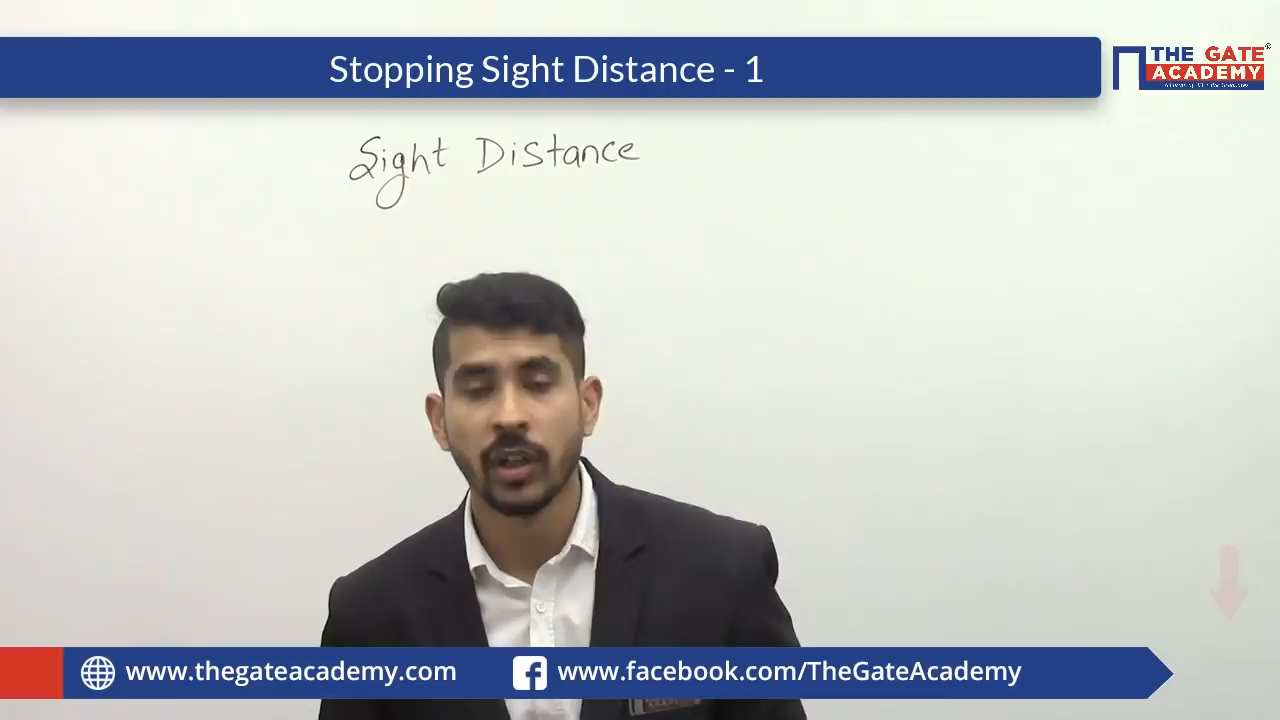 Stopping Sight Distance - 1
THE GATE
ACADEMY
Sight Distance
www.thegateacademy.com
www.facebook.com/TheGateAcademy